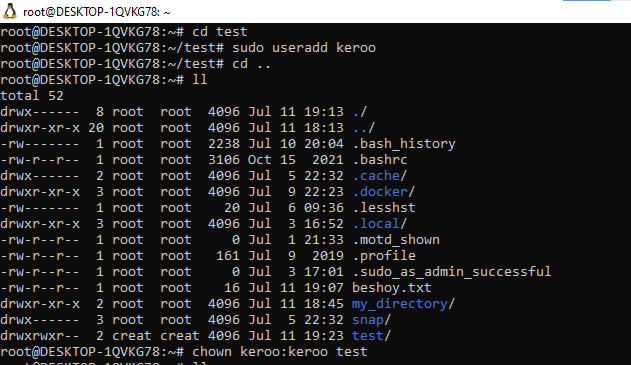 root@DESKTOP-1QVKG78: ~
root@DESKTOP-1QVKG78:~# cd test
root@DESKTOP-1QVKG78:~/test# sudo useradd keroo
root@DESKTOP-1QVKG78:~/test# cd ..
root@DESKTOP-1QVKG78:~# ll
total 52
drwx------  8 root  root  4096 Jul 11 19:13 ./
drwxr-xr-x 20 root  root  4096 Jul 11 18:13 ../
-rw-------  1 root  root  2238 Jul 10 20:04 .bash_history
-rw-r--r--  1 root  root  3106 Oct 15  2021 .bashrc
drwx------  2 root  root  4096 Jul  5 22:32 .cache/
drwxr-xr-x  3 root  root  4096 Jul  9 22:23 .docker/
-rw-------  1 root  root    20 Jul  6 09:36 .lesshst
drwxr-xr-x  3 root  root  4096 Jul  3 16:52 .local/
-rw-r--r--  1 root  root     0 Jul  1 21:33 .motd_shown
-rw-r--r--  1 root  root   161 Jul  9  2019 .profile
-rw-r--r--  1 root  root     0 Jul  3 17:01 .sudo_as_admin_successful
-rw-r--r--  1 root  root    16 Jul 11 19:07 beshoy.txt
drwxr-xr-x  2 root  root  4096 Jul 11 18:45 my_directory/
drwx------  3 root  root  4096 Jul  5 22:32 snap/
drwxrwxr--  2 creat creat 4096 Jul 11 19:23 test/
root@DESKTOP-1QVKG78:~# chown keroo:keroo test